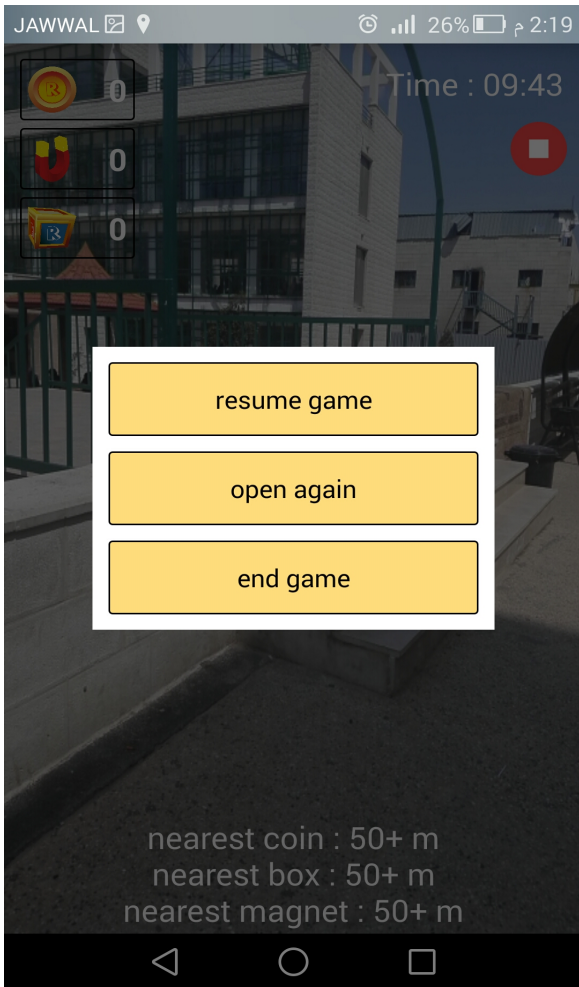 JAWWAL 26% م 2:19
R 0
Time : 09:43
0
R 0
resume game
open again
end game
nearest coin : 50+ m
nearest box : 50+ m
nearest magnet : 50+ m